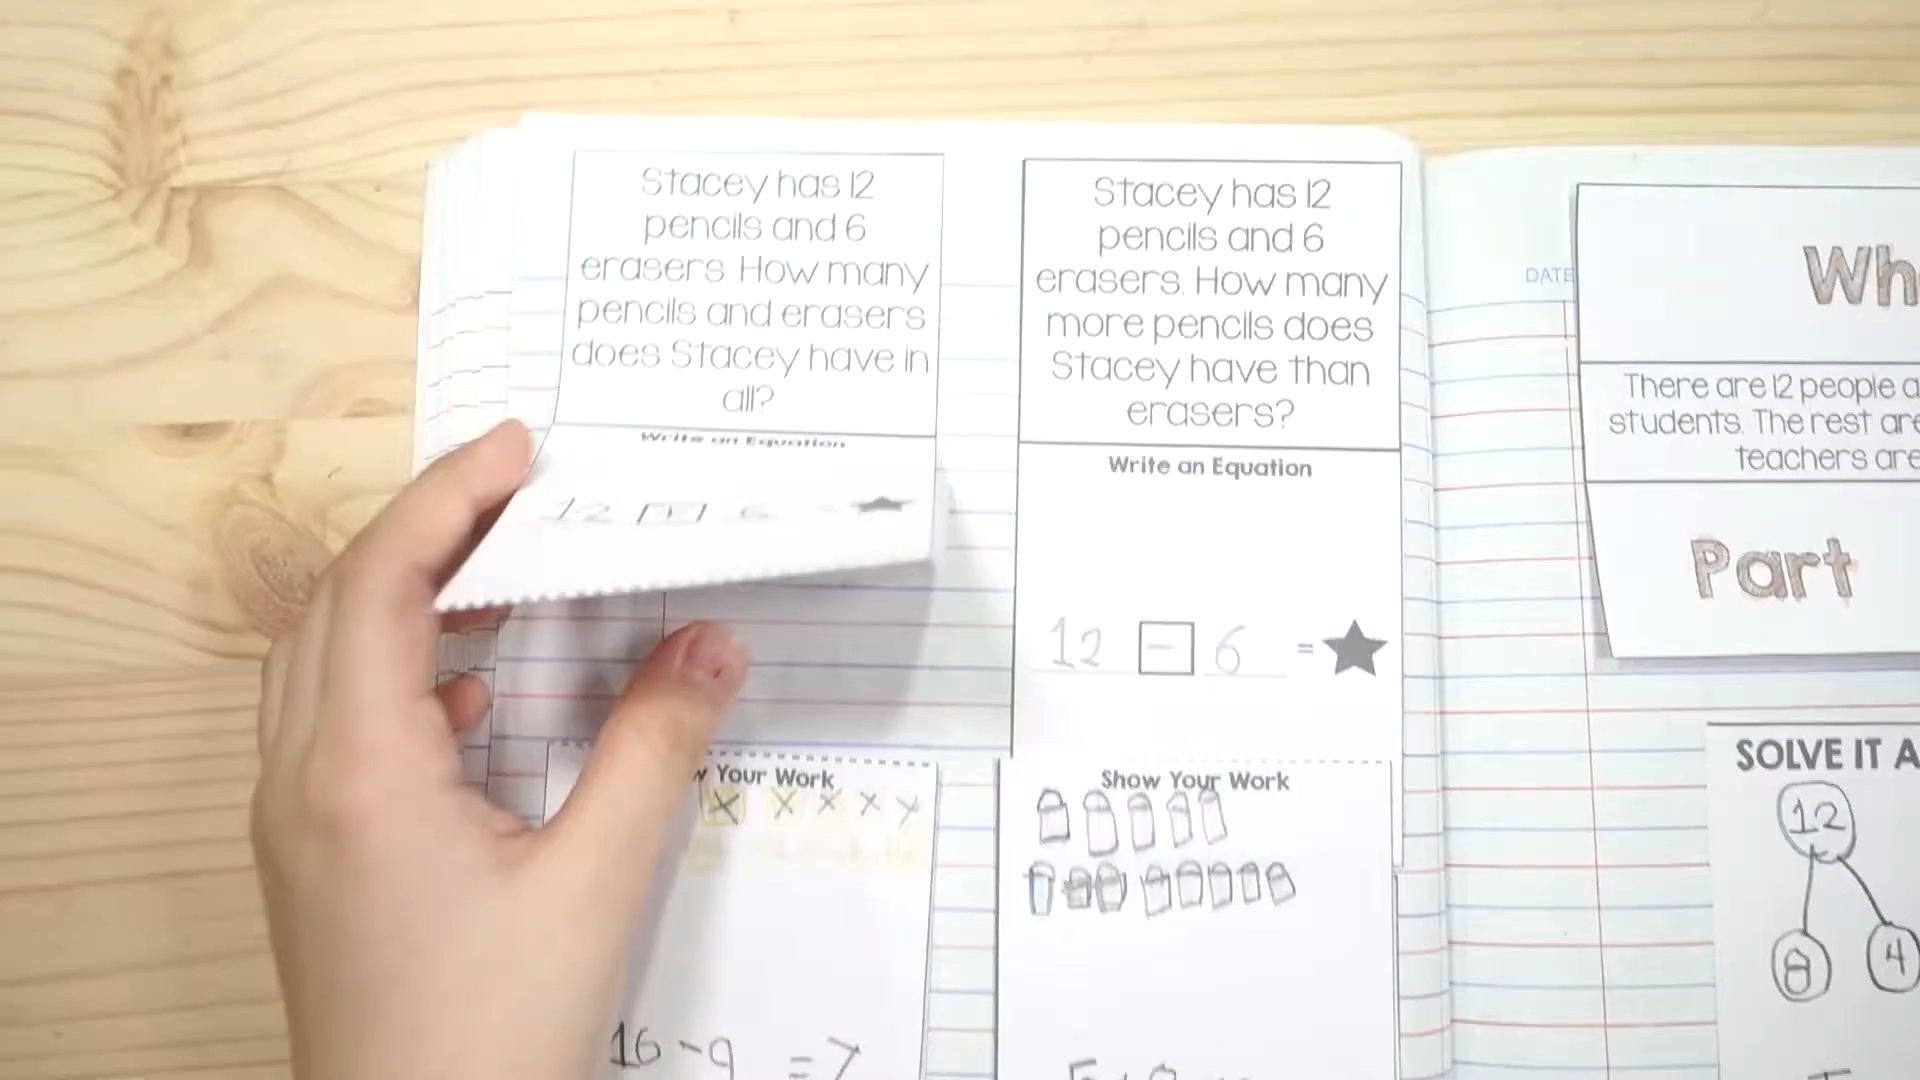 Stacey has 12
pencils and 6
erasers. How many
pencils and erasers
does Stacey have in
all?
Write an Equation
12 + 6 =
Show Your Work
16 - 9 = 7
Stacey has 12
pencils and 6
erasers. How many
more pencils does
Stacey have than
erasers?
Write an Equation
12 - 6 =
Show Your Work
DATE
Wh
There are 12 people a
students. The rest are
teachers are
Part
SOLVE IT A
12
8 4